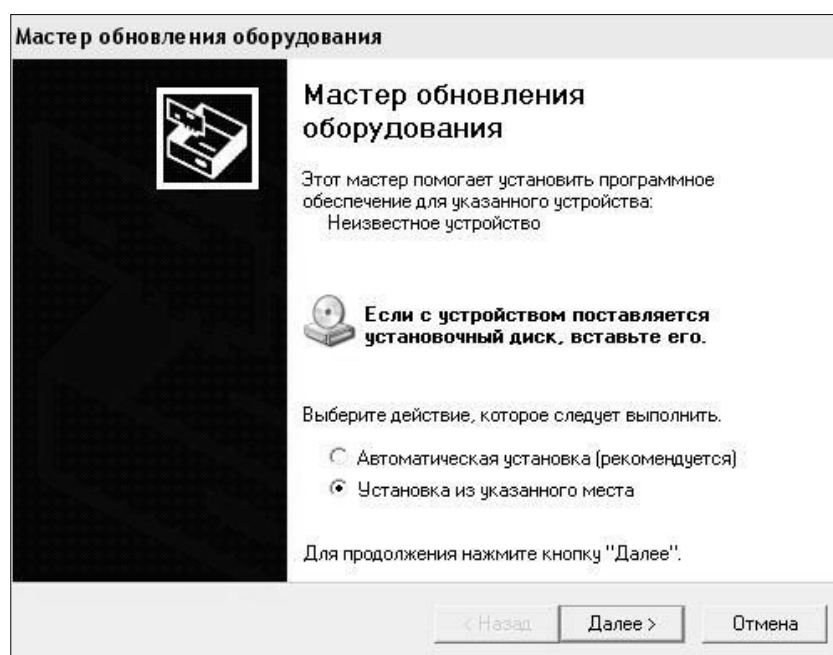 Мастер обновления оборудования
Мастер обновления
оборудования
Этот мастер помогает установить программное
обеспечение для указанного устройства:
Неизвестное устройство
Если с устройством поставляется
установочный диск, вставьте его.
Выберите действие, которое следует выполнить.
Автоматическая установка (рекомендуется)
Установка из указанного места
Для продолжения нажмите кнопку "Далее".
< Назад Далее > Отмена